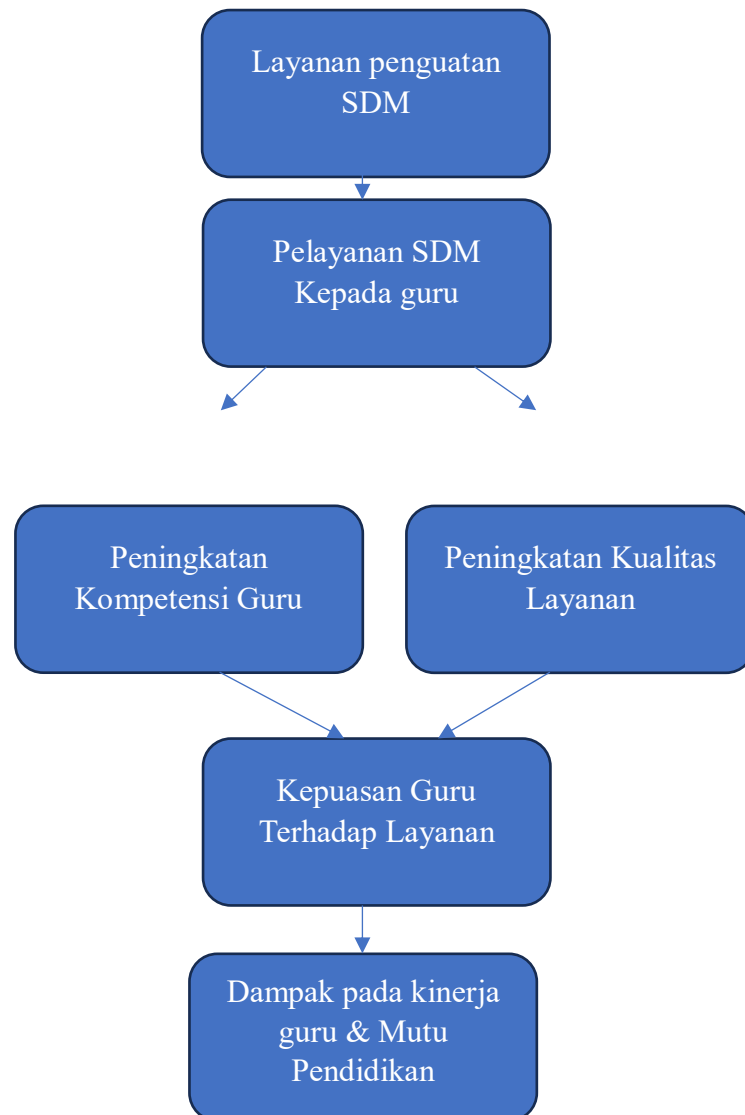 Layanan penguatan
SDM
Pelayanan SDM
Kepada guru
Peningkatan
Kompetensi Guru
Peningkatan Kualitas
Layanan
Kepuasan Guru
Terhadap Layanan
Dampak pada kinerja
guru & Mutu
Pendidikan